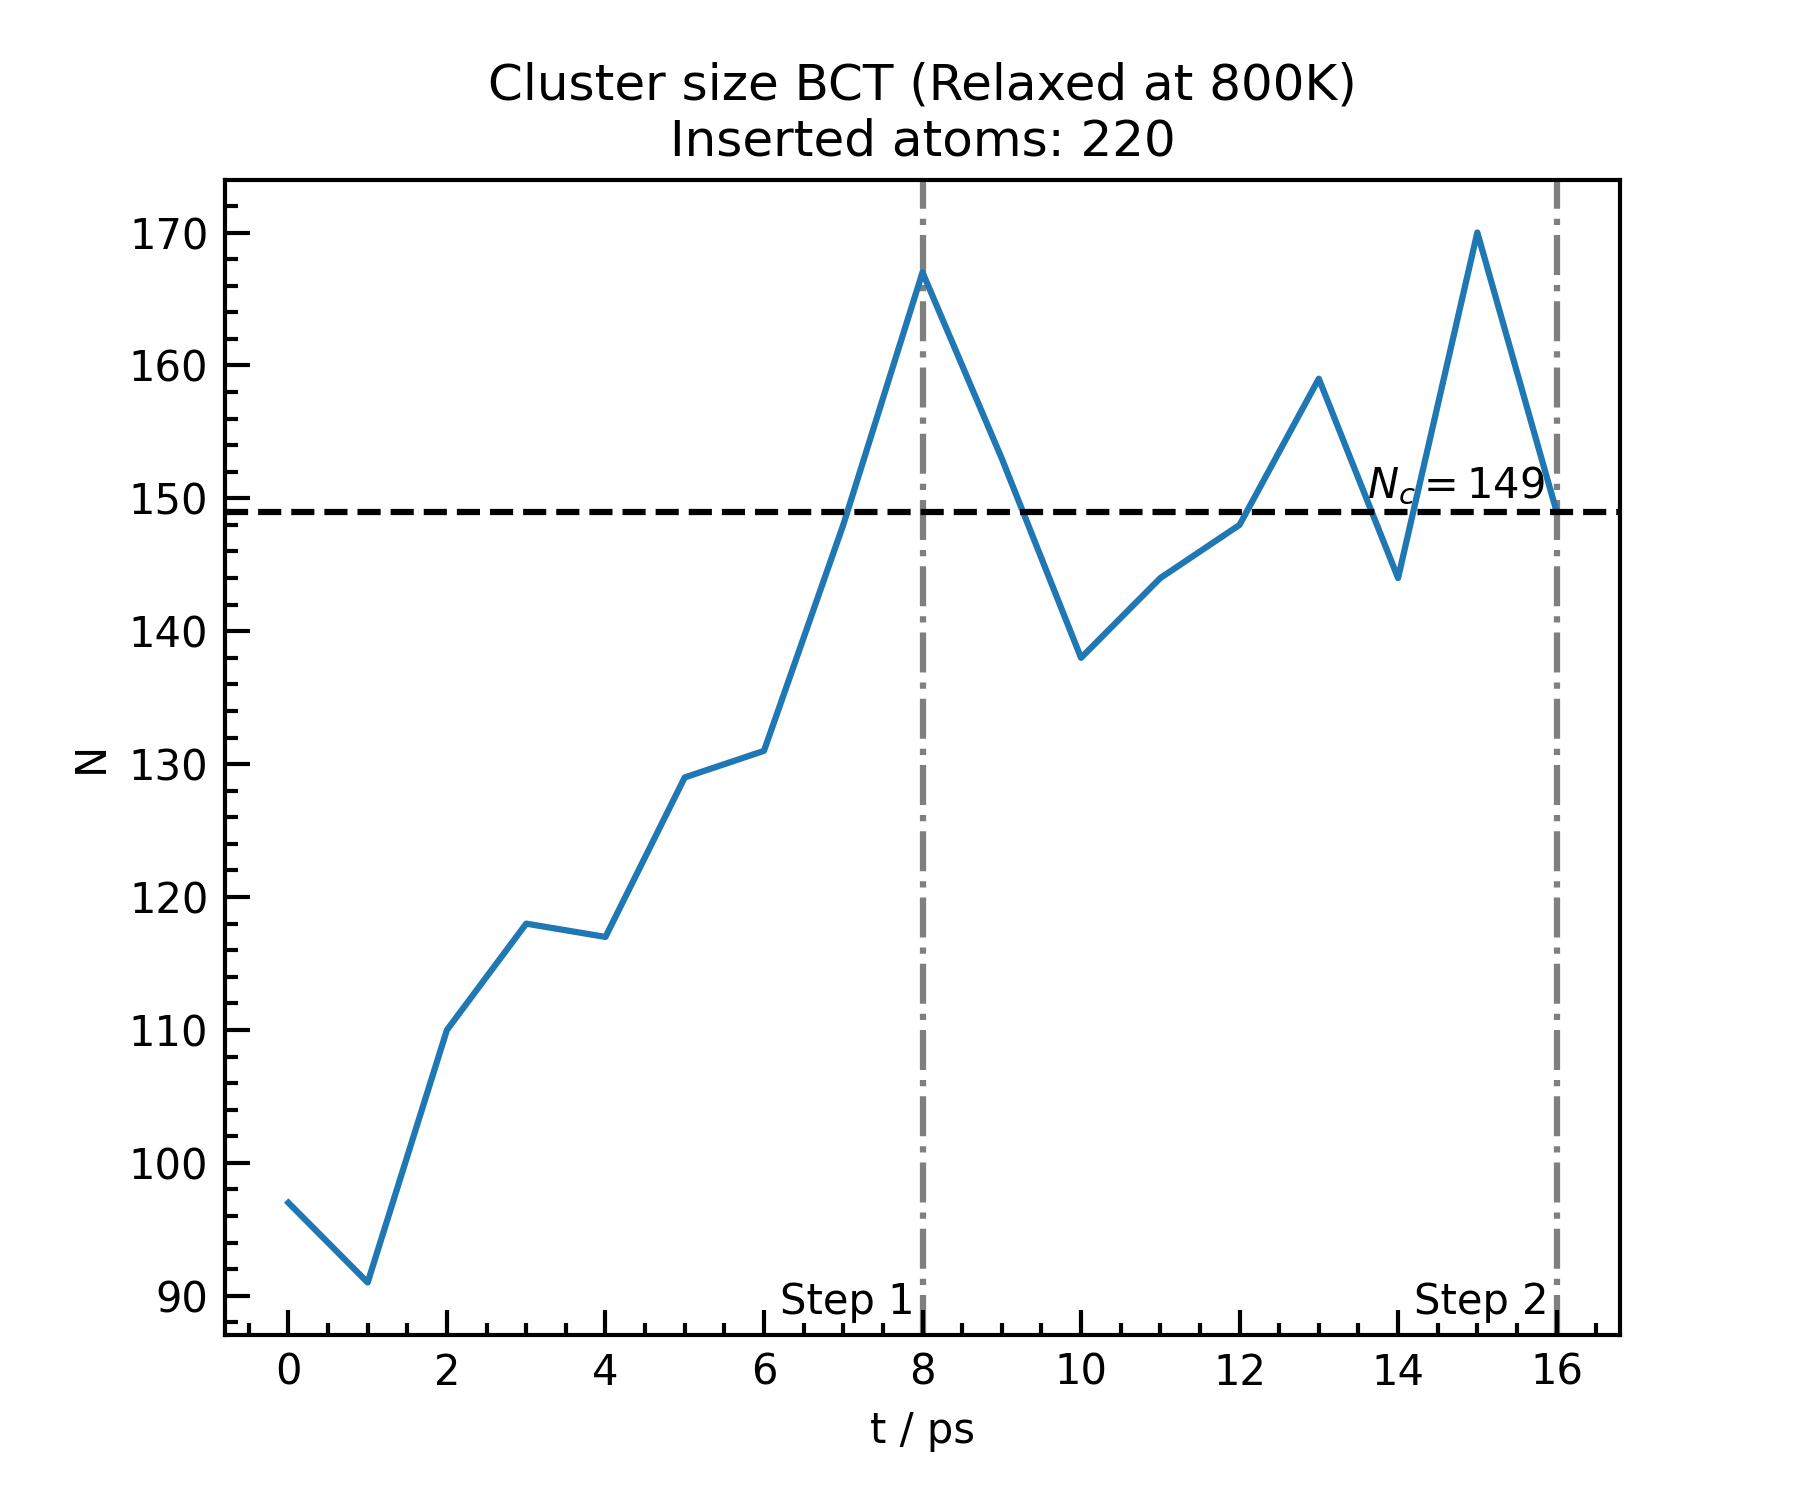 Cluster size BCT (Relaxed at 800K)
Inserted atoms: 220
N
170
160
150
140
130
120
110
100
90
N_c = 149
Step 1
Step 2
0 2 4 6 8 10 12 14 16
t / ps